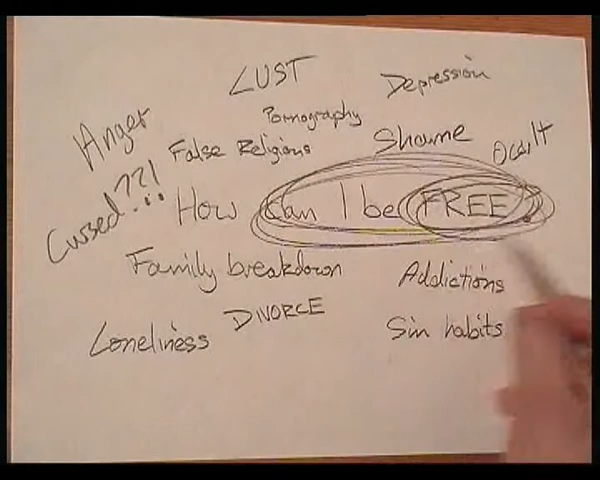 LUST
Depression
Pornography
Anger
False Religions
Shame
Ocult
Cursed??!!
How can I be FREE?
Family breakdown
Addictions
DIVORCE
Loneliness
Sin habits